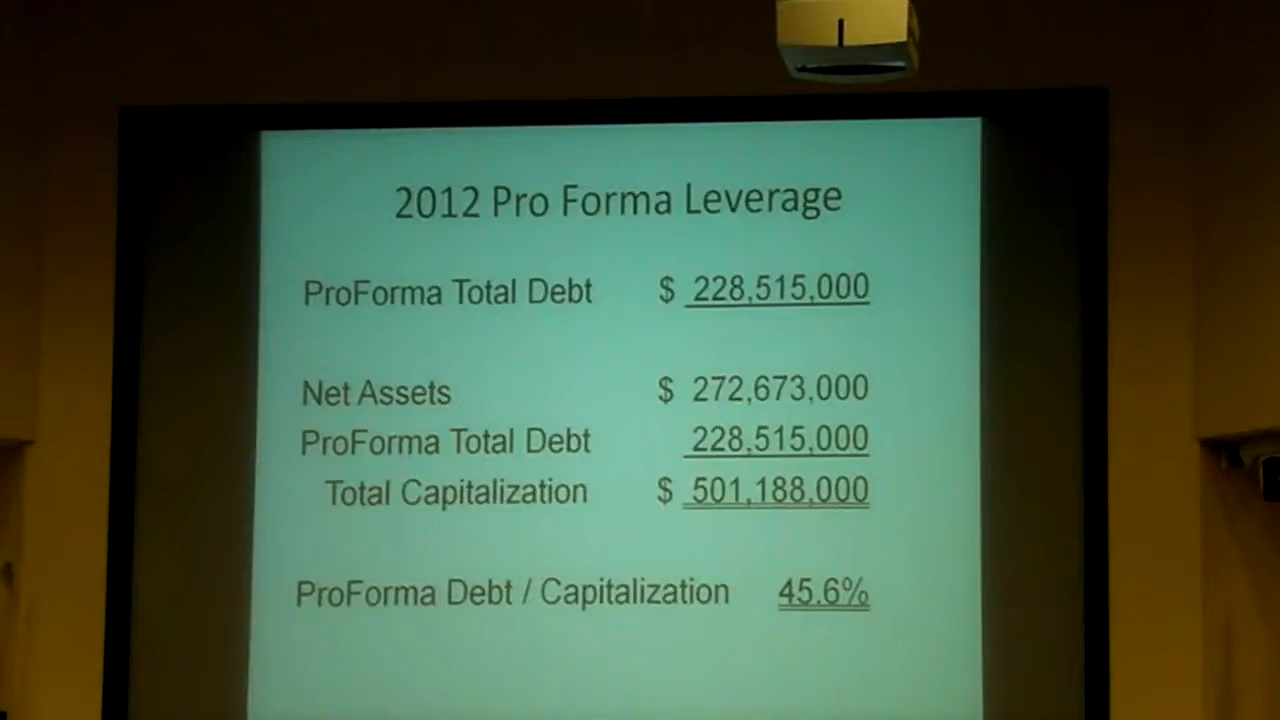 2012 Pro Forma Leverage
ProForma Total Debt $ 228,515,000
Net Assets $ 272,673,000
ProForma Total Debt 228,515,000
Total Capitalization $ 501,188,000
ProForma Debt / Capitalization 45.6%